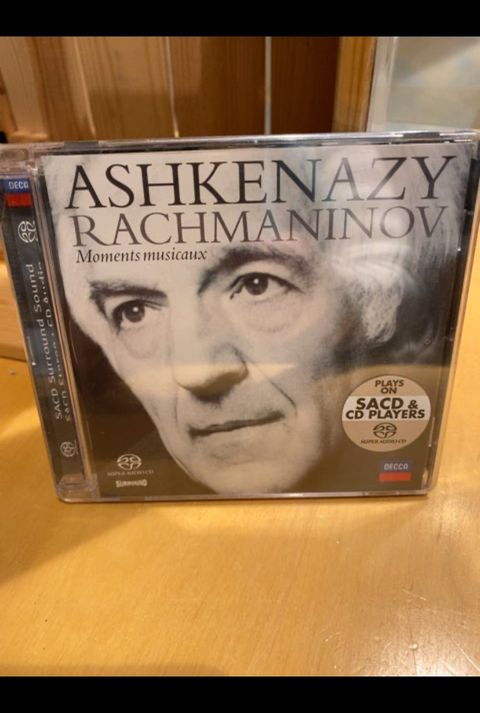 ASHKENAZY
RACHMANINOV
Moments musicaux
DECCA
SACD Surround Sound
PLAYS
ON
SACD &
CD PLAYERS
SUPER AUDIO CD
SUPER AUDIO CD
SURROUND
DECCA